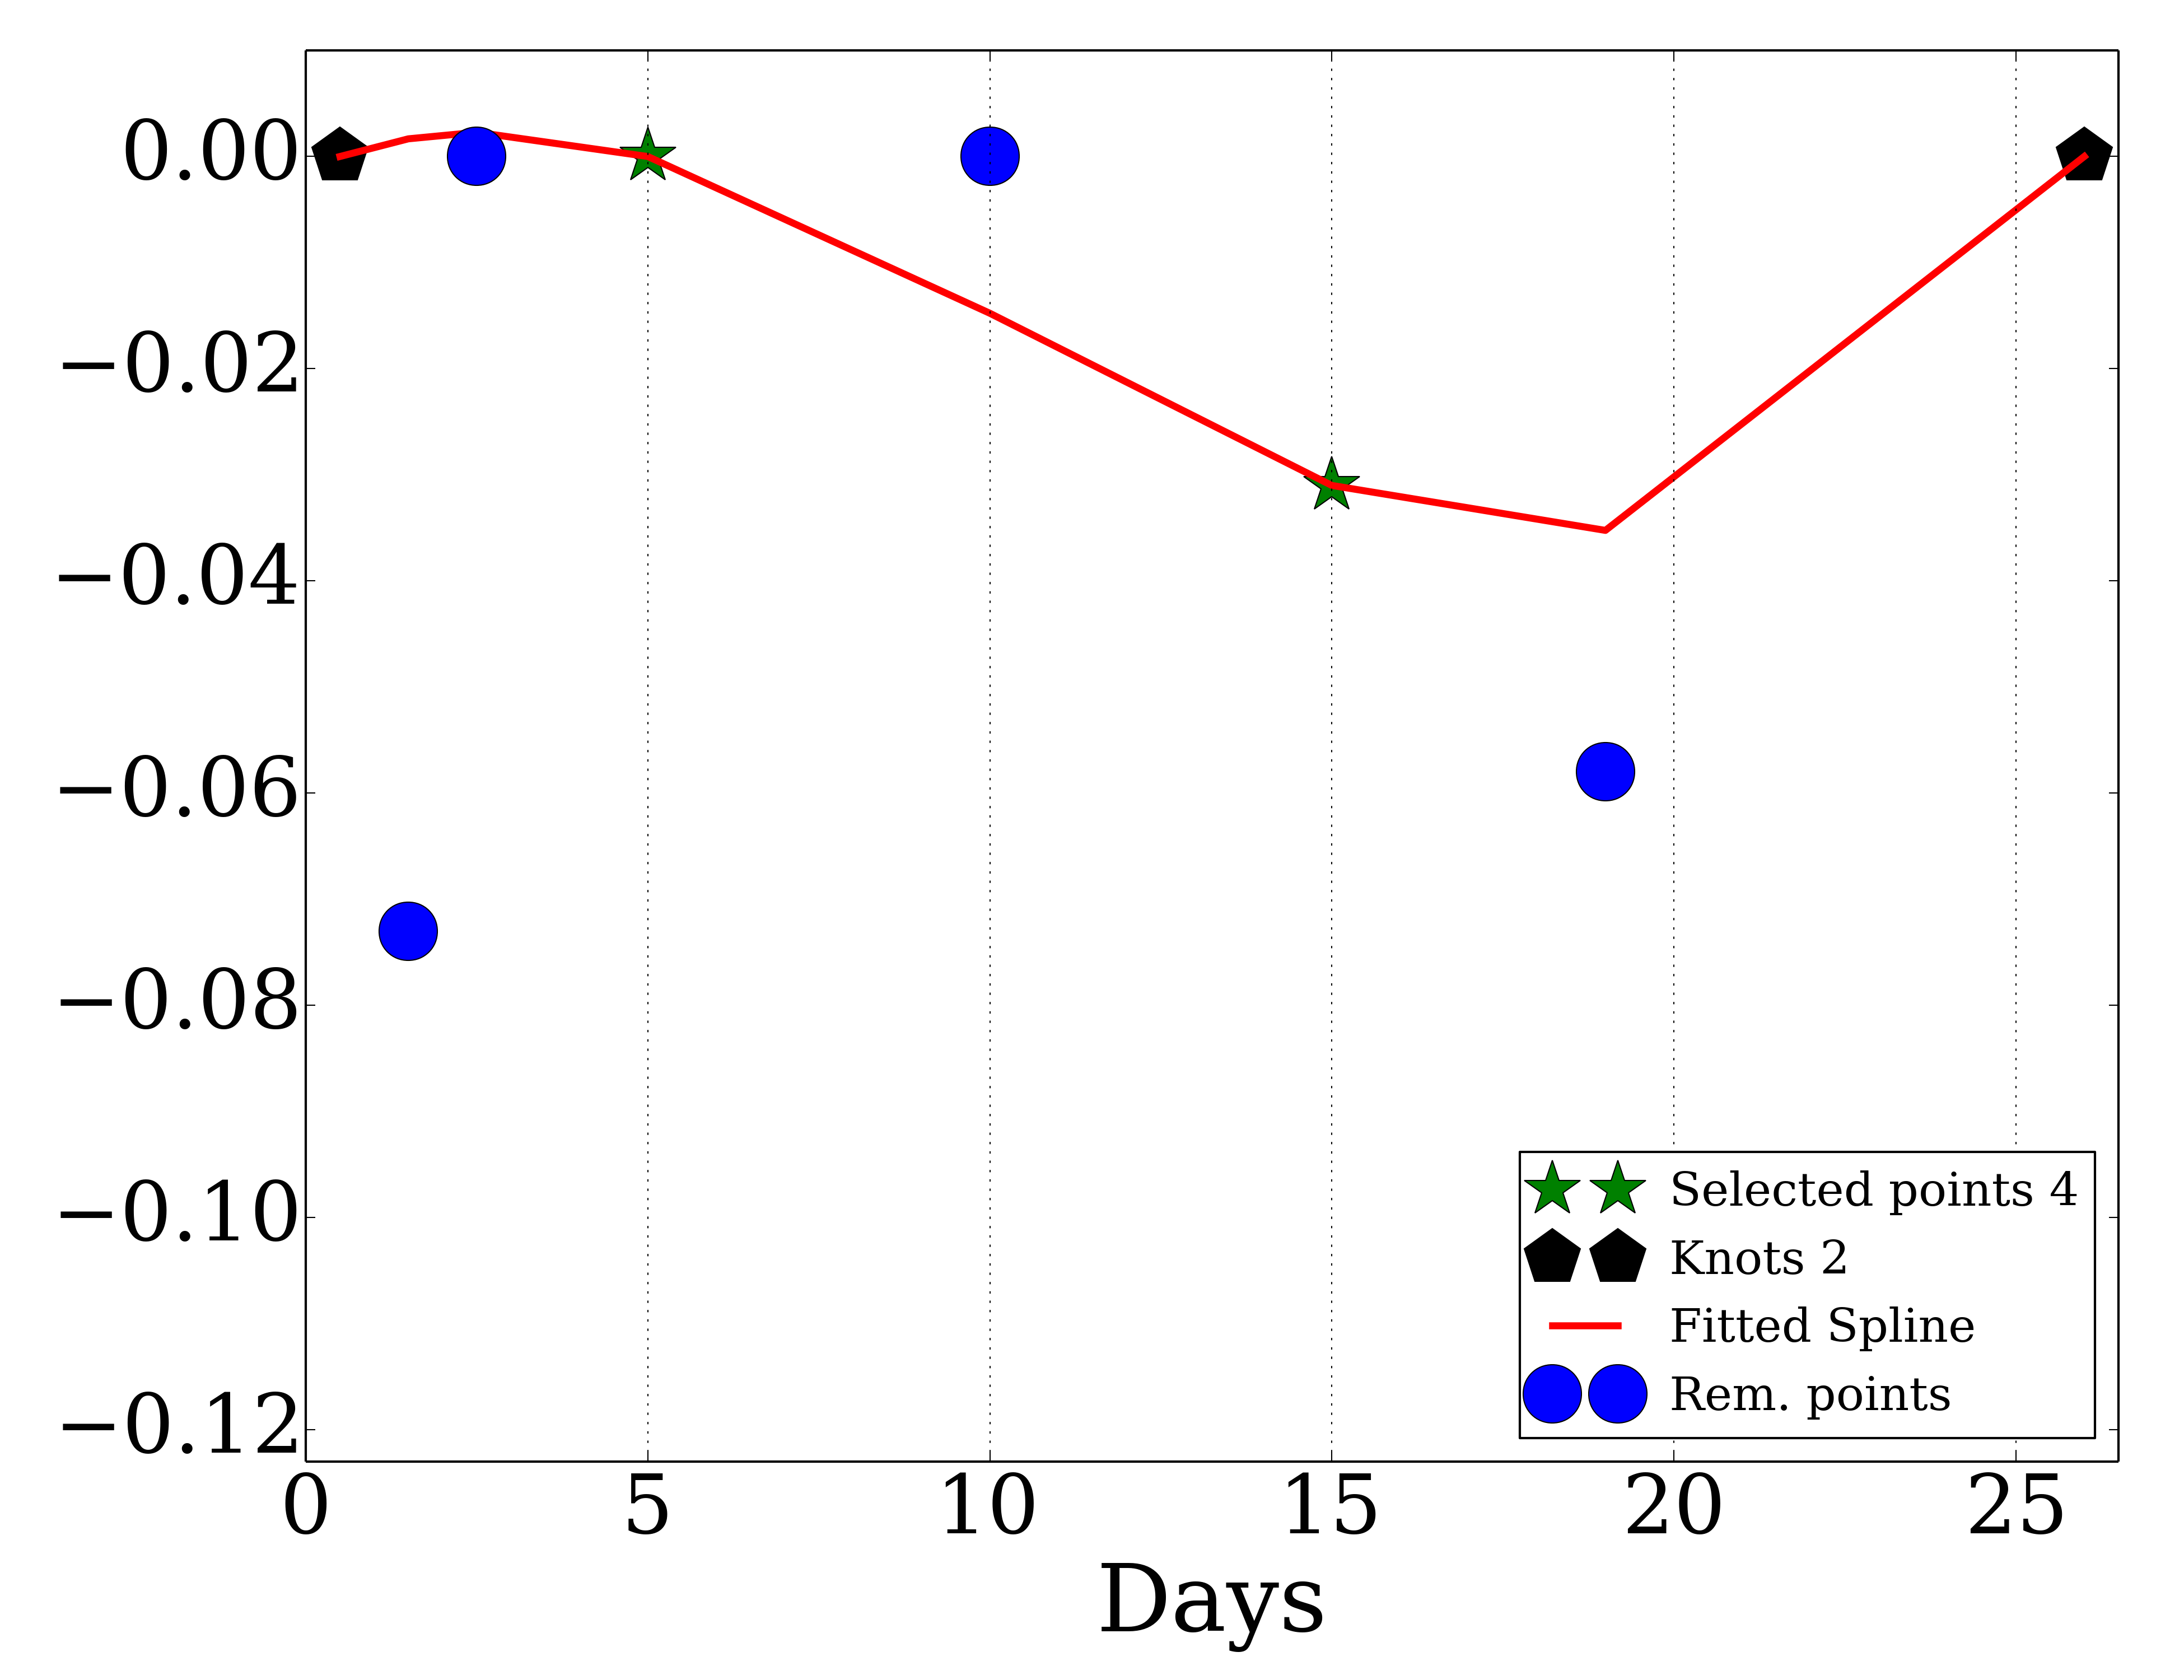 0.00
−0.02
−0.04
−0.06
−0.08
−0.10
−0.12
0 5 10 15 20 25
Days
Selected points 4
Knots 2
Fitted Spline
Rem. points